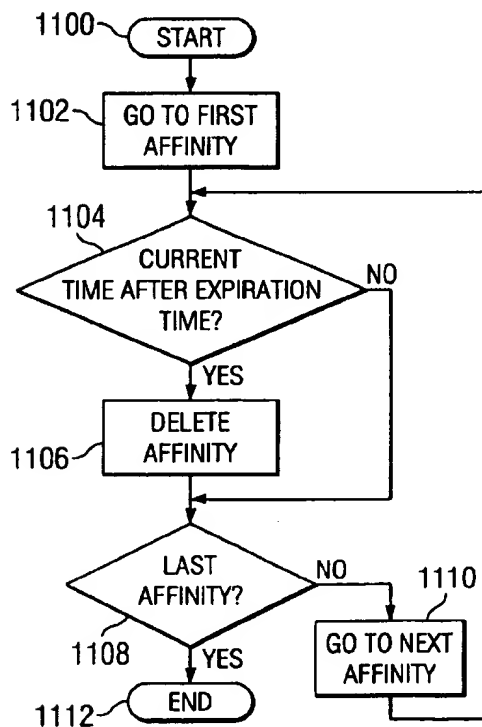 1100
START
1102
GO TO FIRST
AFFINITY
1104
CURRENT
TIME AFTER EXPIRATION
TIME?
NO
YES
DELETE
AFFINITY
1106
LAST
AFFINITY?
NO
1110
1108
YES
GO TO NEXT
AFFINITY
1112
END